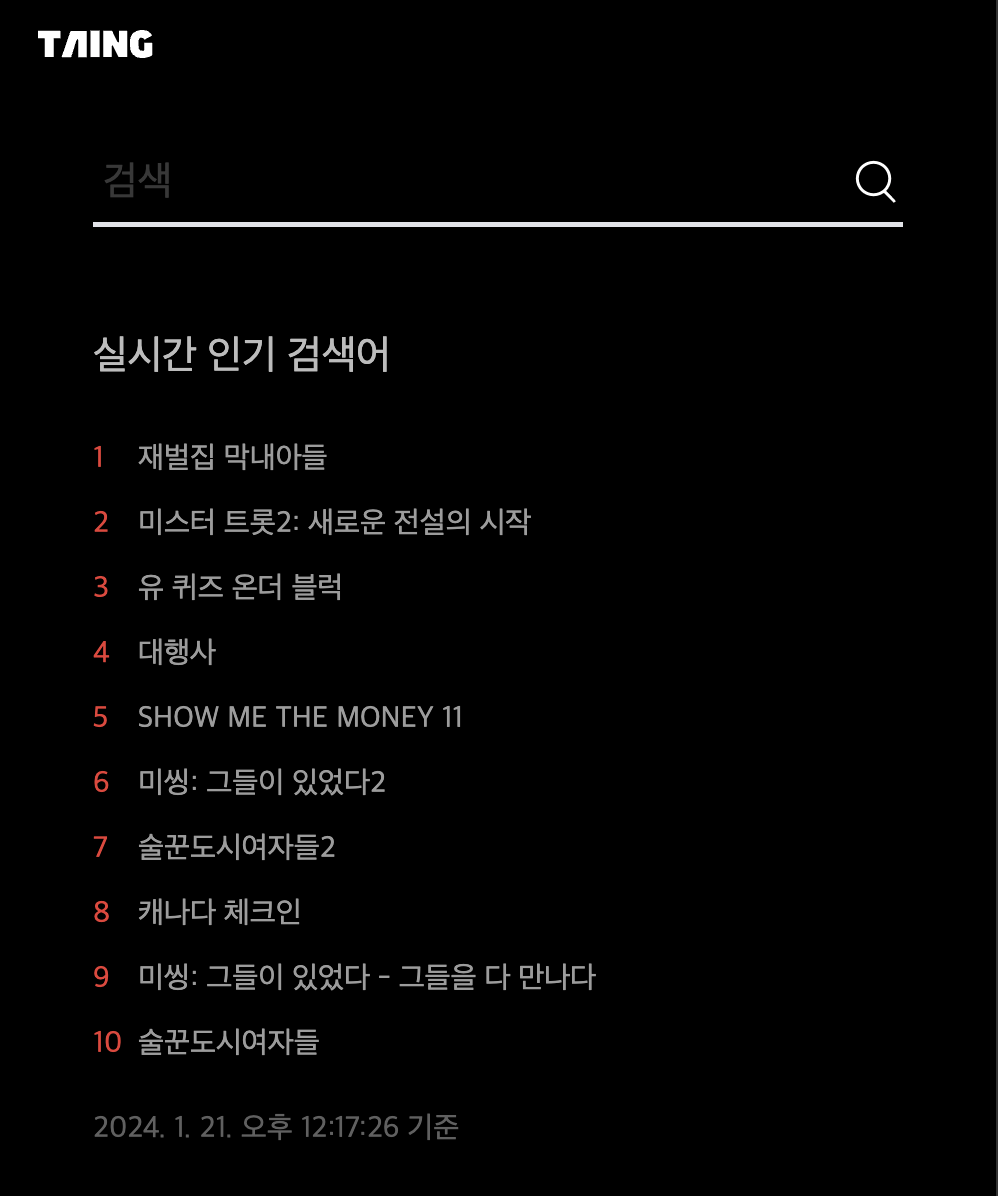 TAING
검색
실시간 인기 검색어
1 재벌집 막내아들
2 미스터 트롯2: 새로운 전설의 시작
3 유 퀴즈 온더 블럭
4 대행사
5 SHOW ME THE MONEY 11
6 미씽: 그들이 있었다2
7 술꾼도시여자들2
8 캐나다 체크인
9 미씽: 그들이 있었다 - 그들을 다 만나다
10 술꾼도시여자들
2024. 1. 21. 오후 12:17:26 기준